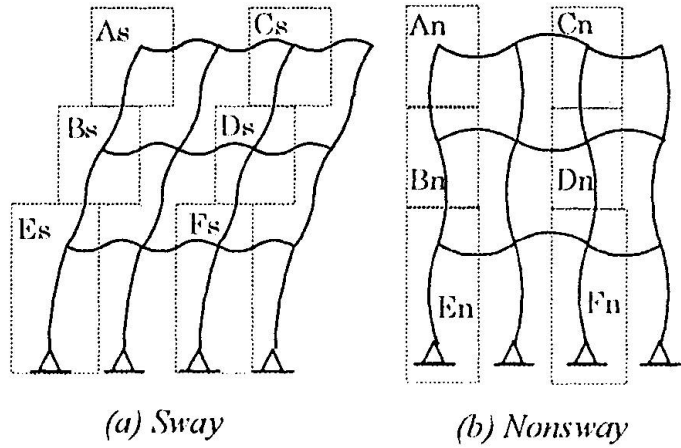 As Cs An Cn
Bs Ds
Bn Dn
Es Fs
En Fn
(a) Sway (b) Nonsway